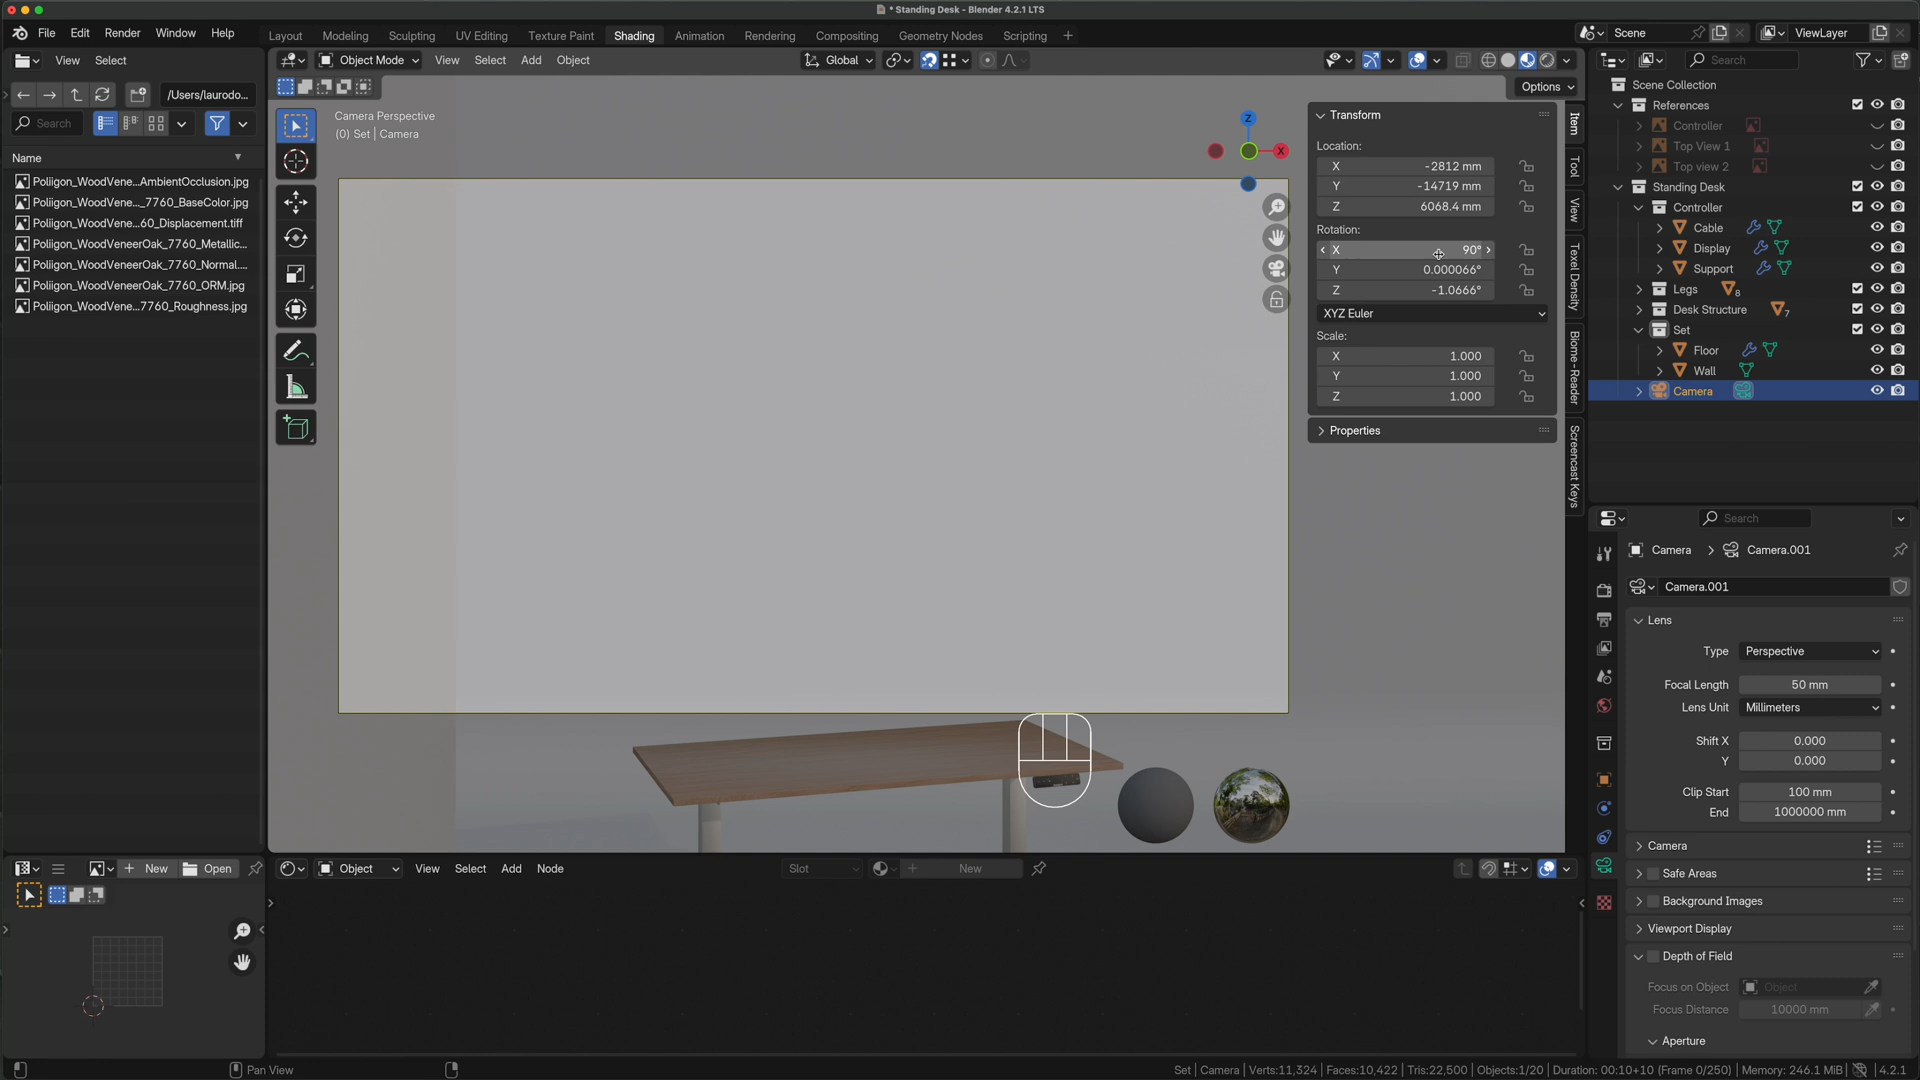 * Standing Desk - Blender 4.2.1 LTS
File Edit Render Window Help
Layout Modeling Sculpting UV Editing Texture Paint Shading Animation Rendering Compositing Geometry Nodes Scripting +
Scene
ViewLayer
View Select
Object Mode View Select Add Object
Global
Search
/Users/laurodo...
Options
Search
Name
Poliigon_WoodVene...AmbientOcclusion.jpg
Poliigon_WoodVene..._7760_BaseColor.jpg
Poliigon_WoodVene...60_Displacement.tiff
Poliigon_WoodVeneerOak_7760_Metallic...
Poliigon_WoodVeneerOak_7760_Normal....
Poliigon_WoodVeneerOak_7760_ORM.jpg
Poliigon_WoodVene...7760_Roughness.jpg
Camera Perspective
(0) Set | Camera
Z
X
Transform
Location:
X -2812 mm
Y -14719 mm
Z 6068.4 mm
Rotation:
X 90°
Y 0.000066°
Z -1.0666°
XYZ Euler
Scale:
X 1.000
Y 1.000
Z 1.000
Properties
Item
Tool
View
Texel Density
Biome-Reader
Screencast Keys
Scene Collection
References
Controller
Top View 1
Top view 2
Standing Desk
Controller
Cable
Display
Support
Legs 8
Desk Structure 7
Set
Floor
Wall
Camera
Search
Camera > Camera.001
Camera.001
Lens
Type Perspective
Focal Length 50 mm
Lens Unit Millimeters
Shift X 0.000
Y 0.000
Clip Start 100 mm
End 1000000 mm
Camera
Safe Areas
Background Images
Viewport Display
Depth of Field
Focus on Object Object
Focus Distance 10000 mm
Aperture
+ New Open
Object View Select Add Node
Slot
+ New
Pan View
Set | Camera | Verts:11,324 | Faces:10,422 | Tris:22,500 | Objects:1/20 | Duration: 00:10+10 (Frame 0/250) | Memory: 246.1 MiB | 4.2.1